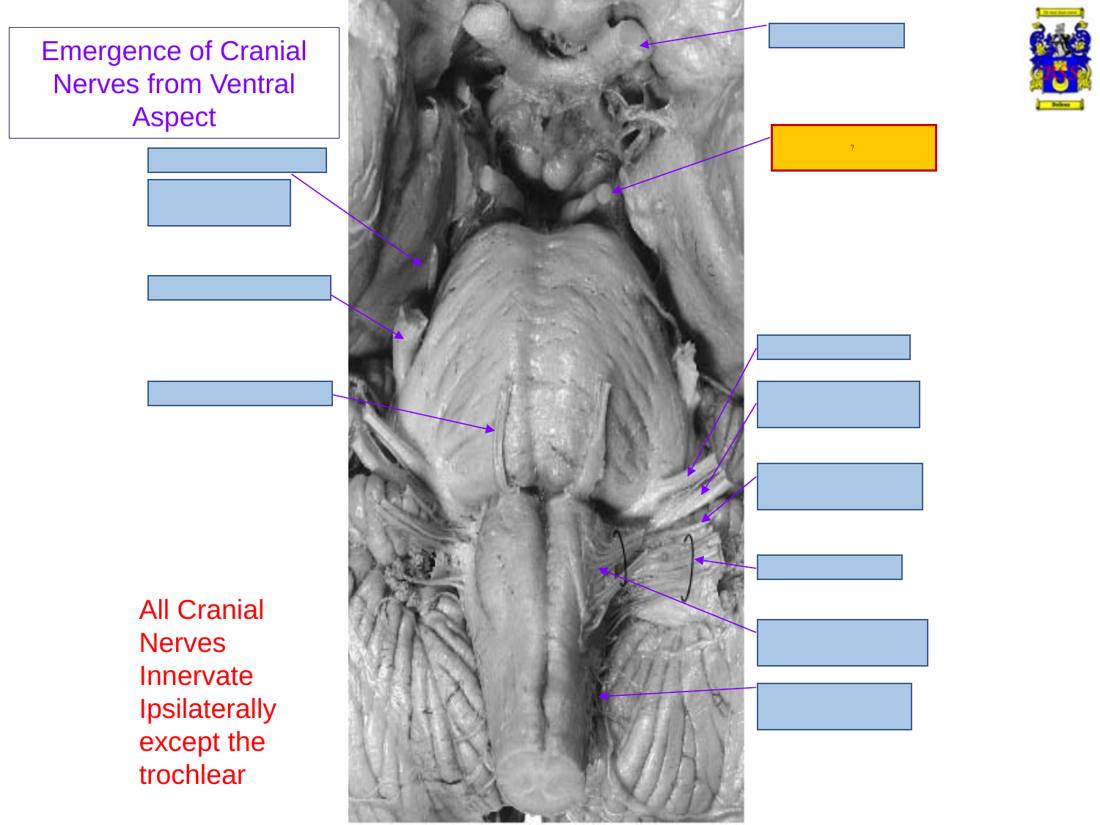 Emergence of Cranial
Nerves from Ventral
Aspect
?
All Cranial
Nerves
Innervate
Ipsilaterally
except the
trochlear